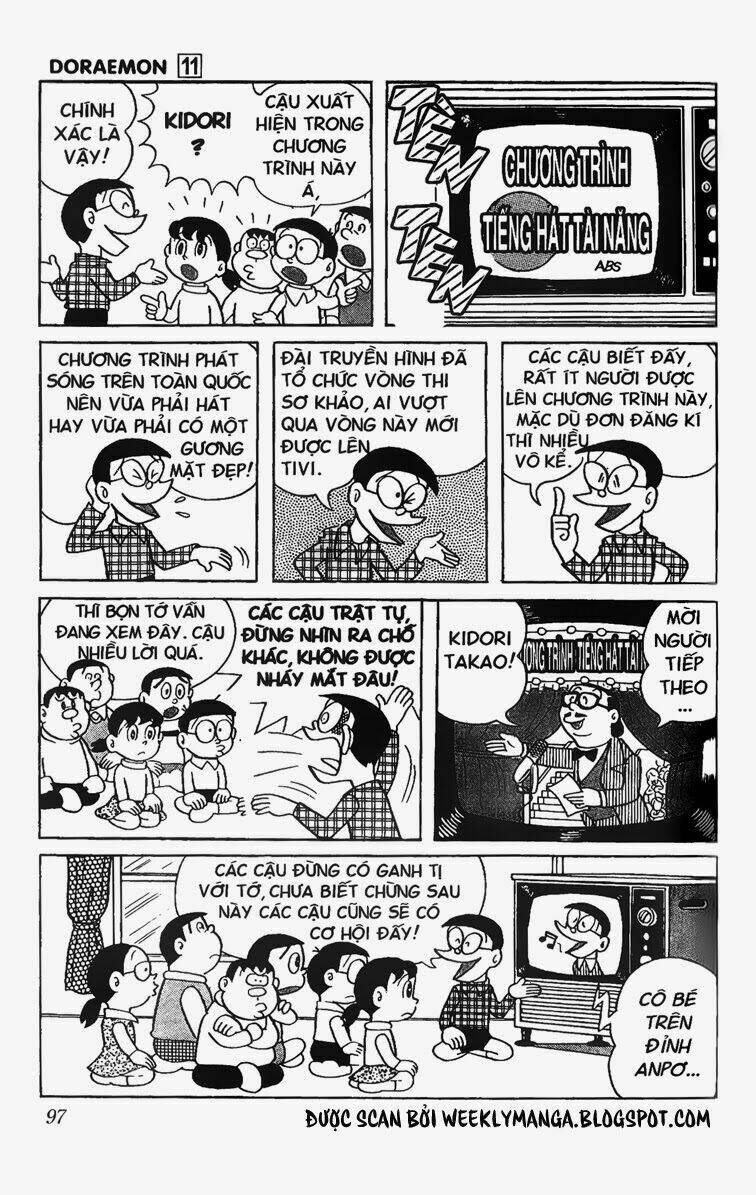 DORAEMON 11
CHÍNH
XÁC LÀ
VẬY!
KIDORI
?
CẬU XUẤT
HIỆN TRONG
CHƯƠNG
TRÌNH NÀY
Á,
TÈN
TEN
CHƯƠNG TRÌNH
TIẾNG HÁT TÀI NĂNG
ABS
CHƯƠNG TRÌNH PHÁT
SÓNG TRÊN TOÀN QUỐC
NÊN VỪA PHẢI HÁT
HAY VỪA PHẢI CÓ MỘT
GƯƠNG
MẶT ĐẸP!
ĐÀI TRUYỀN HÌNH ĐÃ
TỔ CHỨC VÒNG THI
SƠ KHẢO, AI VƯỢT
QUA VÒNG NÀY MỚI
ĐƯỢC LÊN
TIVI.
CÁC CẬU BIẾT ĐẤY,
RẤT ÍT NGƯỜI ĐƯỢC
LÊN CHƯƠNG TRÌNH NÀY,
MẶC DÙ ĐƠN ĐĂNG KÍ
THÌ NHIỀU
VÔ KỂ.
THÌ BỌN TỚ VẪN
ĐANG XEM ĐÂY. CẬU
NHIỀU LỜI QUÁ.
CÁC CẬU TRẬT TỰ,
ĐỪNG NHÌN RA CHỖ
KHÁC, KHÔNG ĐƯỢC
NHÁY MẮT ĐÂU!
MỜI
NGƯỜI
TIẾP
THEO
...
KIDORI
TAKAO!
ƯƠNG TRÌNH TIẾNG HÁT TÀI
CÁC CẬU ĐỪNG CÓ GANH TỊ
VỚI TỚ, CHƯA BIẾT CHỪNG SAU
NÀY CÁC CẬU CŨNG SẼ CÓ
CƠ HỘI ĐẤY!
CÔ BÉ
TRÊN
ĐỈNH
ANPƠ...
97
ĐƯỢC SCAN BỞI WEEKLYMANGA.BLOGSPOT.COM